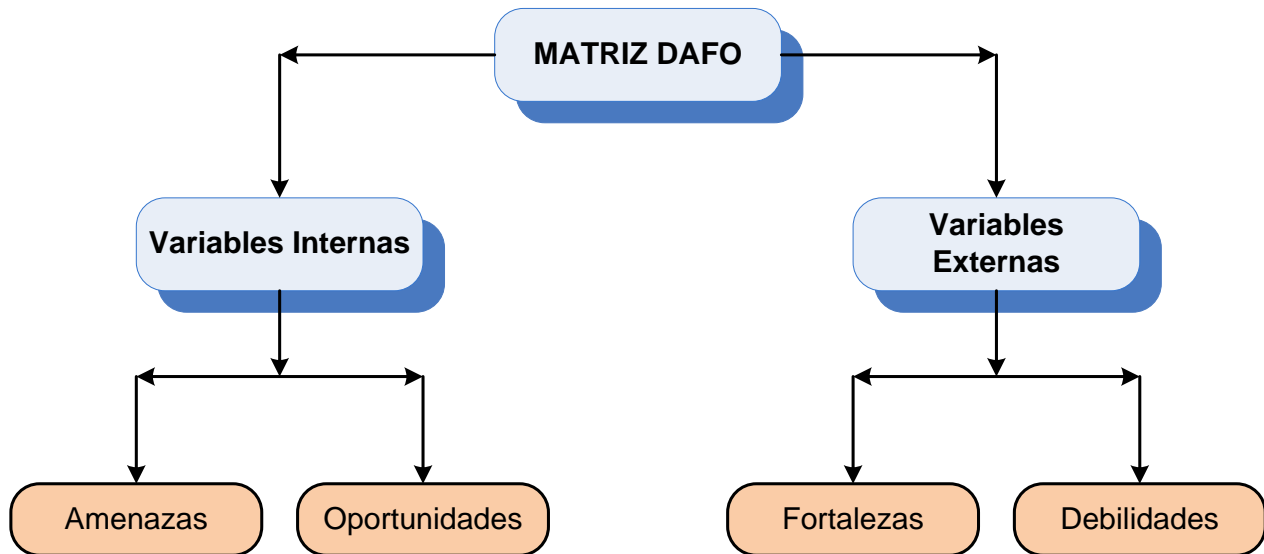 MATRIZ DAFO
Variables Internas
Variables
Externas
Amenazas
Oportunidades
Fortalezas
Debilidades